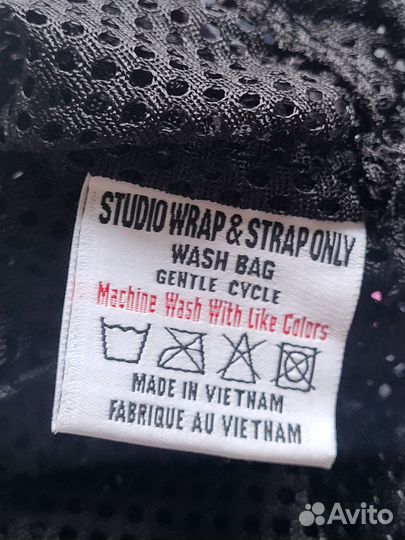 STUDIO WRAP & STRAP ONLY
WASH BAG
GENTLE CYCLE
Machine Wash With Like Colors
MADE IN VIETNAM
FABRIQUE AU VIETNAM
Avito